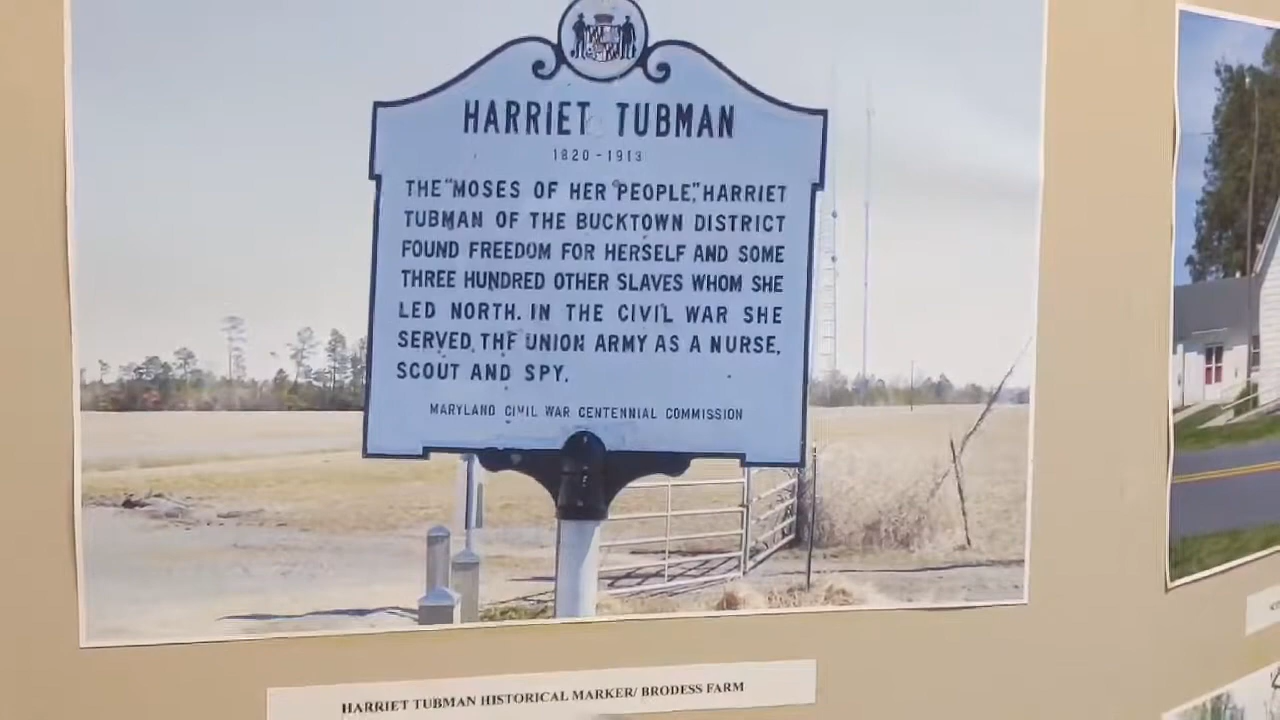 HARRIET TUBMAN
1820-1913
THE "MOSES OF HER PEOPLE," HARRIET
TUBMAN OF THE BUCKTOWN DISTRICT
FOUND FREEDOM FOR HERSELF AND SOME
THREE HUNDRED OTHER SLAVES WHOM SHE
LED NORTH. IN THE CIVIL WAR SHE
SERVED THE UNION ARMY AS A NURSE,
SCOUT AND SPY.
MARYLAND CIVIL WAR CENTENNIAL COMMISSION
HARRIET TUBMAN HISTORICAL MARKER/ BRODESS FARM